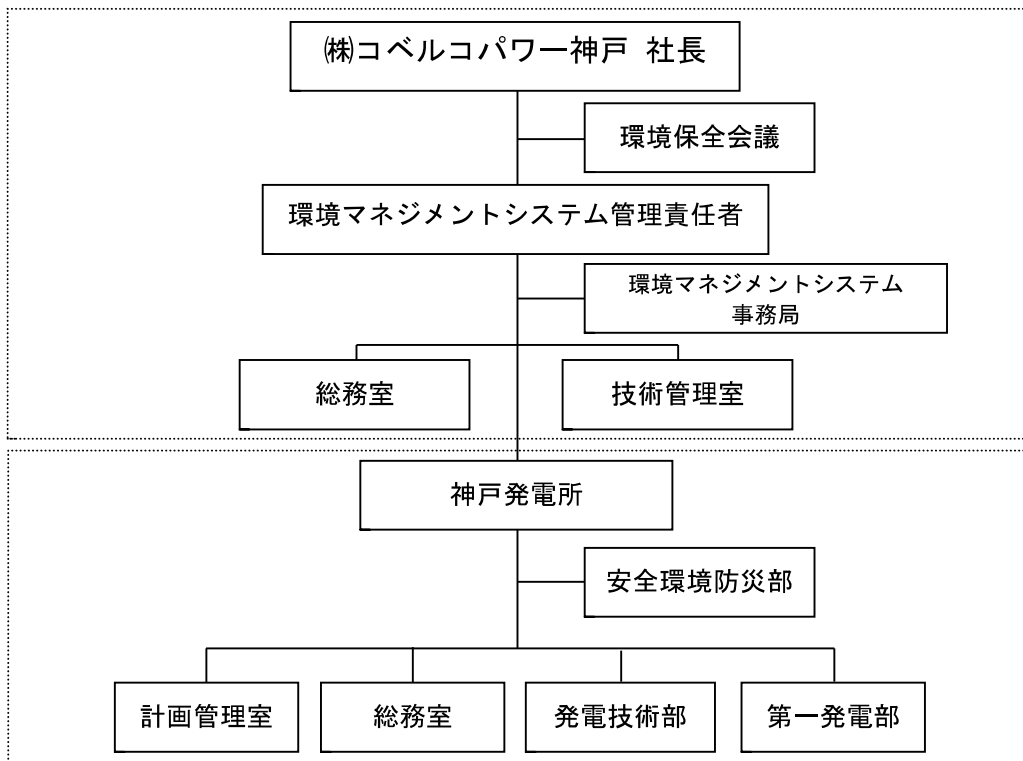 ㈱コベルコパワー神戸 社長
環境保全会議
環境マネジメントシステム管理責任者
環境マネジメントシステム
事務局
総務室
技術管理室
神戸発電所
安全環境防災部
計画管理室
総務室
発電技術部
第一発電部